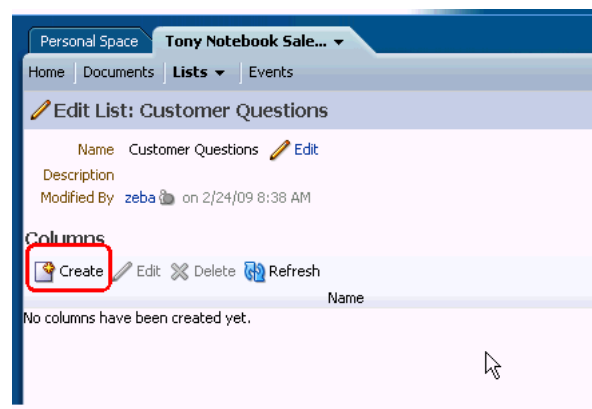 Personal Space Tony Notebook Sale...
Home Documents Lists Events
Edit List: Customer Questions
Name Customer Questions Edit
Description
Modified By zeba on 2/24/09 8:38 AM
Columns
Create Edit Delete Refresh
Name
No columns have been created yet.